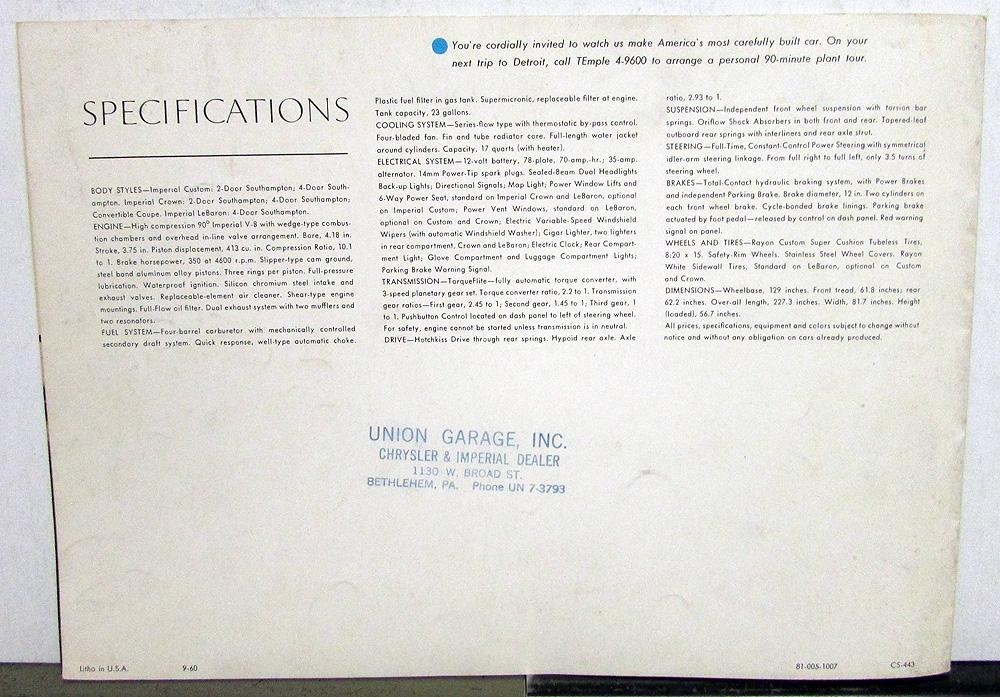 You're cordially invited to watch us make America's most carefully built car. On your
next trip to Detroit, call TEmple 4-9600 to arrange a personal 90-minute plant tour.
SPECIFICATIONS
BODY STYLES—Imperial Custom: 2-Door Southampton; 4-Door South-
ampton. Imperial Crown: 2-Door Southampton; 4-Door Southampton;
Convertible Coupe. Imperial LeBaron: 4-Door Southampton.
ENGINE—High compression 90° Imperial V-8 with wedge-type combus-
tion chambers and overhead in-line valve arrangement. Bore, 4.18 in.
Stroke, 3.75 in. Piston displacement, 413 cu. in. Compression Ratio, 10.1
to 1. Brake horsepower, 350 at 4600 r.p.m. Slipper-type cam ground,
steel band aluminum alloy pistons. Three rings per piston. Full-pressure
lubrication. Waterproof ignition. Silicon chromium steel intake and
exhaust valves. Replaceable-element air cleaner. Shear-type engine
mountings. Full-Flow oil filter. Dual exhaust system with two mufflers and
two resonators.
FUEL SYSTEM—Four-barrel carburetor with mechanically controlled
secondary draft system. Quick response, well-type automatic choke.
Plastic fuel filter in gas tank. Supermicronic, replaceable filter at engine.
Tank capacity, 23 gallons.
COOLING SYSTEM—Series-flow type with thermostatic by-pass control.
Four-bladed fan. Fin and tube radiator core. Full-length water jacket
around cylinders. Capacity, 17 quarts (with heater).
ELECTRICAL SYSTEM—12-volt battery, 78-plate, 70-amp.-hr.; 35-amp.
alternator. 14mm Power-Tip spark plugs. Sealed-Beam Dual Headlights
Back-up Lights; Directional Signals; Map Light; Power Window Lifts and
6-Way Power Seat, standard on Imperial Crown and LeBaron, optional
on Imperial Custom; Power Vent Windows, standard on LeBaron,
optional on Custom and Crown; Electric Variable-Speed Windshield
Wipers (with automatic Windshield Washer); Cigar Lighter, two lighters
in rear compartment, Crown and LeBaron; Electric Clock; Rear Compart-
ment Light; Glove Compartment and Luggage Compartment Lights;
Parking Brake Warning Signal.
TRANSMISSION—TorqueFlite—fully automatic torque converter, with
3-speed planetary gear set. Torque converter ratio, 2.2 to 1. Transmission
gear ratios—First gear, 2.45 to 1; Second gear, 1.45 to 1; Third gear, 1
to 1. Pushbutton Control located on dash panel to left of steering wheel.
For safety, engine cannot be started unless transmission is in neutral.
DRIVE—Hotchkiss Drive through rear springs. Hypoid rear axle. Axle
ratio, 2.93 to 1.
SUSPENSION—Independent front wheel suspension with torsion bar
springs. Oriflow Shock Absorbers in both front and rear. Tapered-leaf
outboard rear springs with interliners and rear axle strut.
STEERING—Full-Time, Constant-Control Power Steering with symmetrical
idler-arm steering linkage. From full right to full left, only 3.5 turns of
steering wheel.
BRAKES—Total-Contact hydraulic braking system, with Power Brakes
and independent Parking Brake. Brake diameter, 12 in. Two cylinders on
each front wheel brake. Cycle-bonded brake linings. Parking brake
actuated by foot pedal—released by control on dash panel. Red warning
signal on panel.
WHEELS AND TIRES—Rayon Custom Super Cushion Tubeless Tires,
8:20 x 15. Safety-Rim Wheels. Stainless Steel Wheel Covers. Rayon
White Sidewall Tires, Standard on LeBaron, optional on Custom
and Crown.
DIMENSIONS—Wheelbase, 129 inches. Front tread, 61.8 inches; rear
62.2 inches. Over-all length, 227.3 inches. Width, 81.7 inches. Height
(loaded), 56.7 inches.
All prices, specifications, equipment and colors subject to change without
notice and without any obligation on cars already produced.
UNION GARAGE, INC.
CHRYSLER & IMPERIAL DEALER
1130 W. BROAD ST.
BETHLEHEM, PA. Phone UN 7-3793
Litho in U.S.A. 9-60 81-005-1007 CS-443